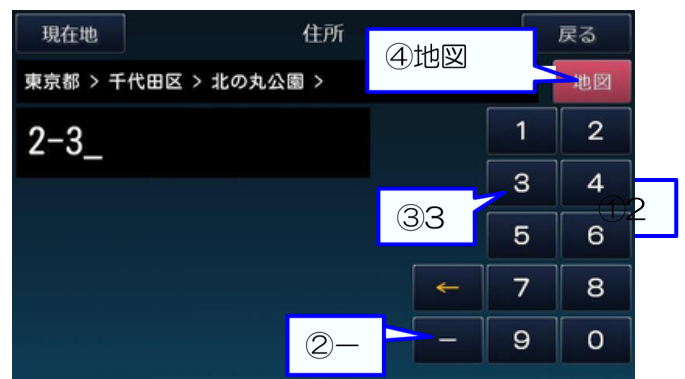 現在地 住所 戻る
④地図
東京都 > 千代田区 > 北の丸公園 > 地図
2-3_
1 2
3 4
③3
①2
5 6
← 7 8
②ー
- 9 0